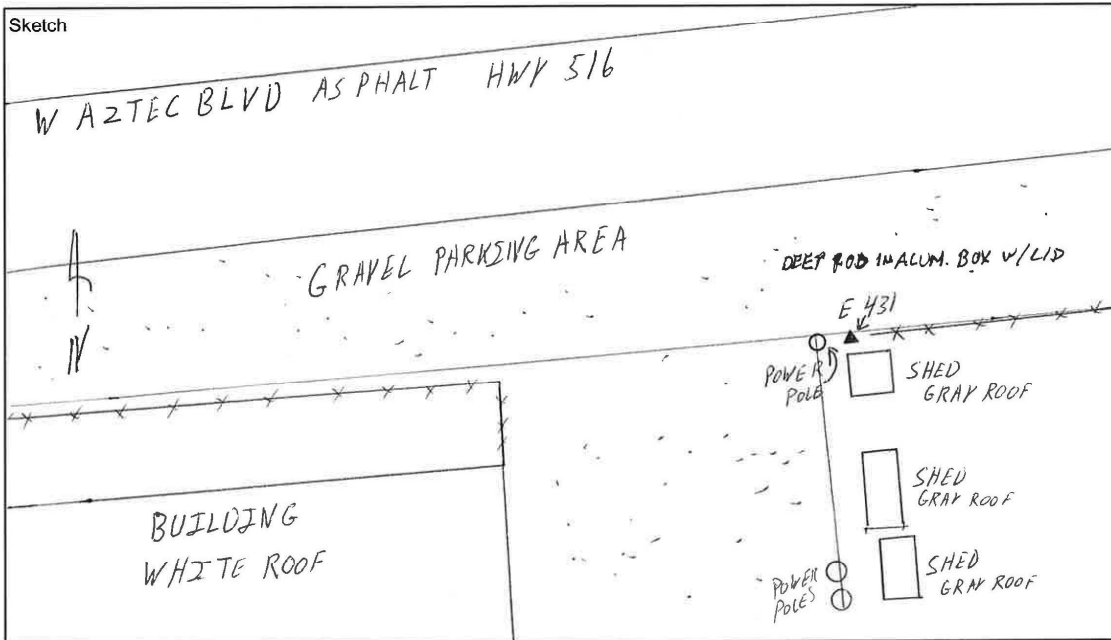 Sketch
W AZTEC BLVD ASPHALT HWY 516
GRAVEL PARKING AREA
DEEP ROD IN ALUM. BOX W/LID
E 431
N
POWER
POLE
SHED
GRAY ROOF
SHED
GRAY ROOF
BUILDING
WHITE ROOF
SHED
GRAY ROOF
POWER
POLES